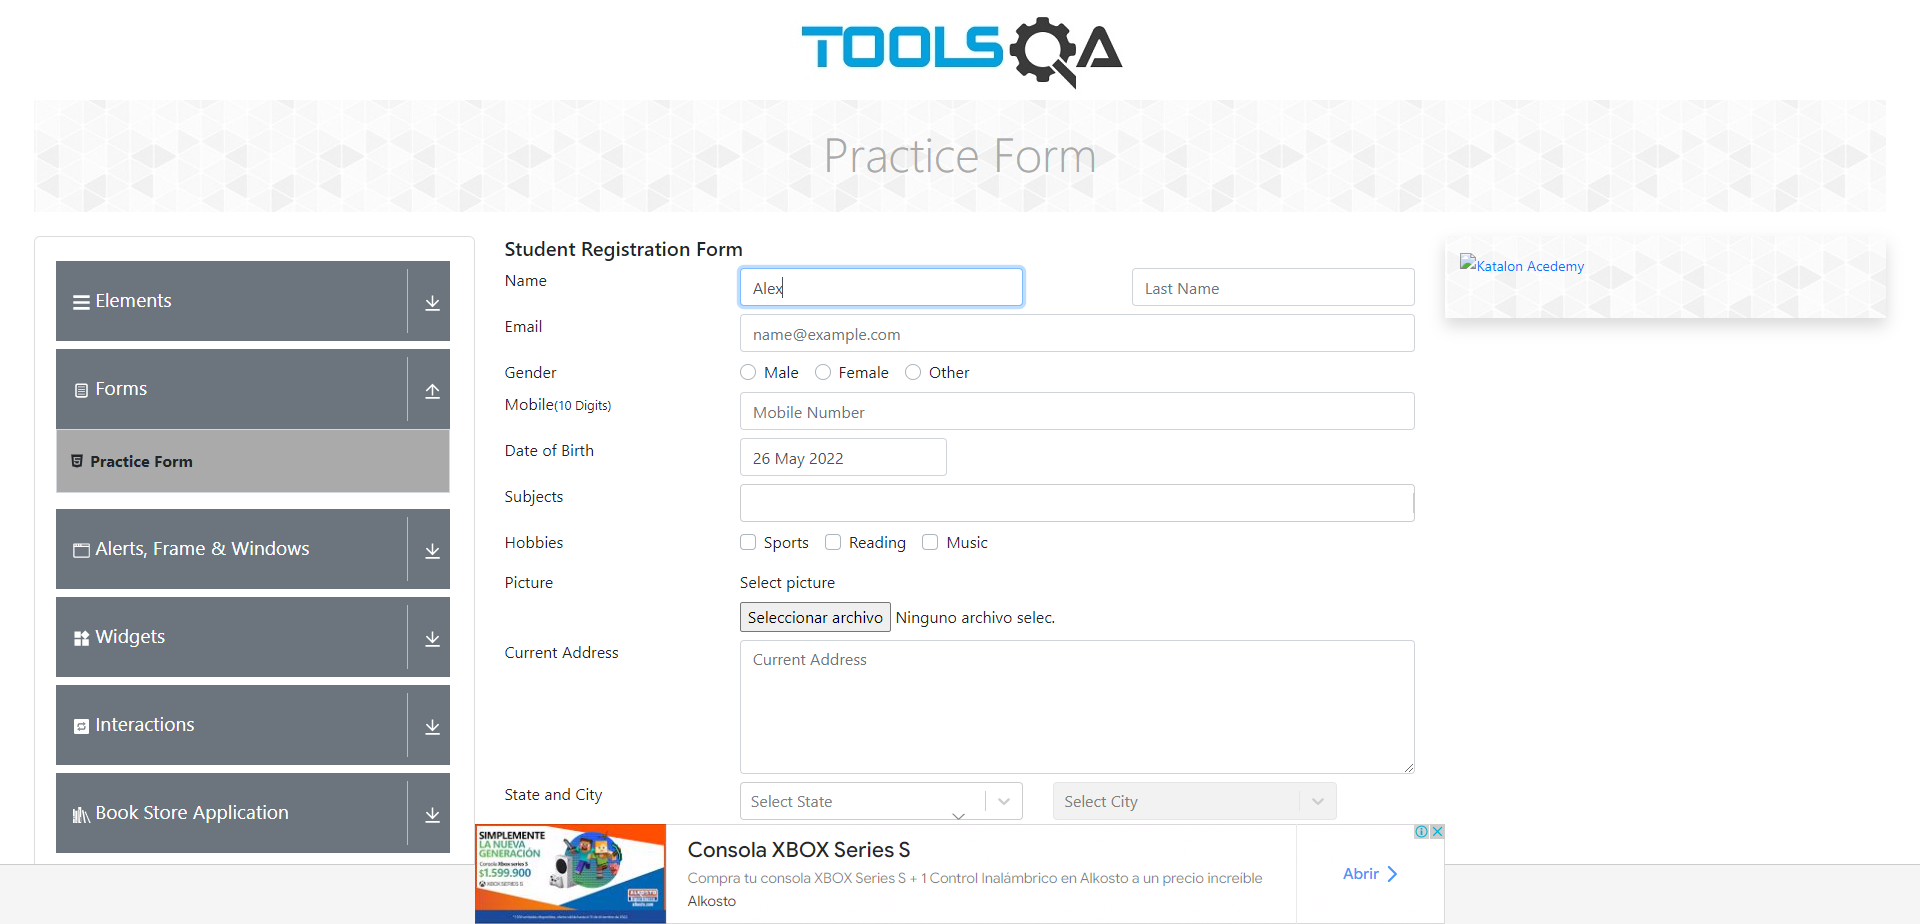 TOOLSQA
Practice Form
Elements
Forms
Practice Form
Alerts, Frame & Windows
Widgets
Interactions
Book Store Application
Student Registration Form
Name
Alex
Last Name
Email
name@example.com
Gender
Male
Female
Other
Mobile(10 Digits)
Mobile Number
Date of Birth
26 May 2022
Subjects
Hobbies
Sports
Reading
Music
Picture
Select picture
Seleccionar archivo
Ninguno archivo selec.
Current Address
Current Address
State and City
Select State
Select City
Katalon Acedemy
SIMPLEMENTE
LA NUEVA
GENERACIÓN
Consola Xbox series S
$1.599.900
XBOX SERIES S
Consola XBOX Series S
Compra tu consola XBOX Series S + 1 Control Inalámbrico en Alkosto a un precio increíble
Alkosto
Abrir